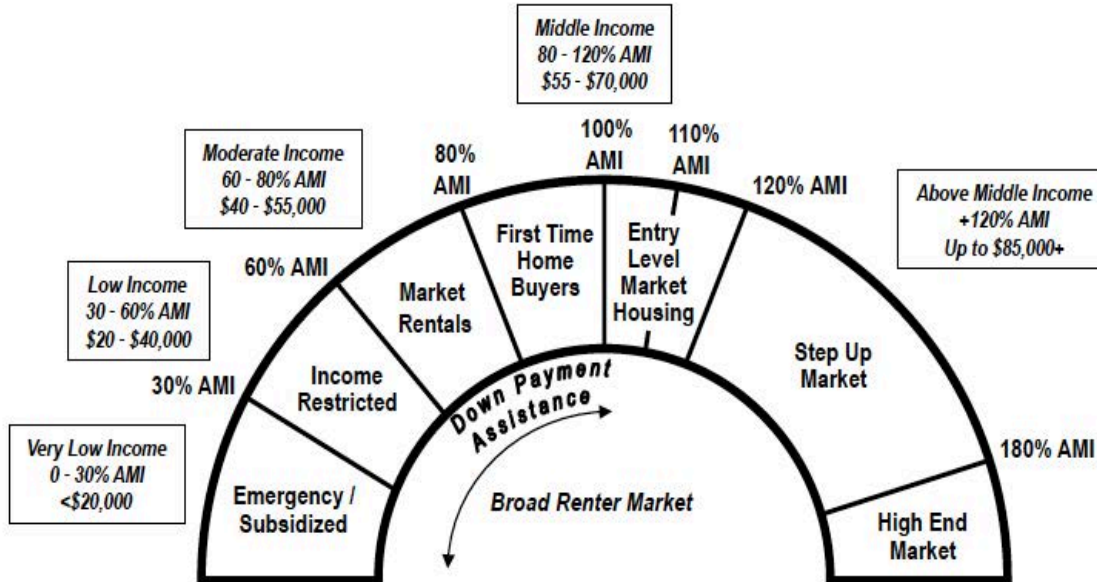 Middle Income
80 - 120% AMI
$55 - $70,000
Moderate Income
60 - 80% AMI
$40 - $55,000
80%
AMI
100%
AMI
110%
AMI
120% AMI
Above Middle Income
+120% AMI
Up to $85,000+
Low Income
30 - 60% AMI
$20 - $40,000
60% AMI
Market
Rentals
First Time
Home
Buyers
Entry
Level
Market
Housing
Step Up
Market
30% AMI
Income
Restricted
Down Payment
Assistance
Very Low Income
0 - 30% AMI
<$20,000
Emergency /
Subsidized
Broad Renter Market
180% AMI
High End
Market